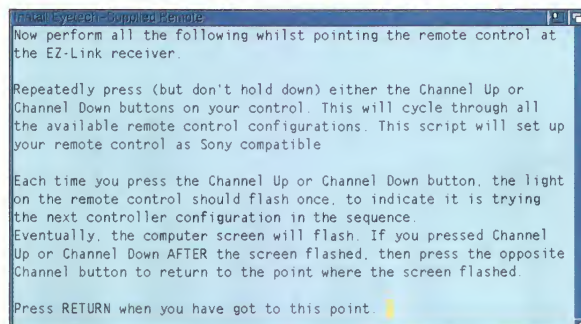 Install Eyetech-Supplied Remote
Now perform all the following whilst pointing the remote control at
the EZ-Link receiver.
Repeatedly press (but don't hold down) either the Channel Up or
Channel Down buttons on your control. This will cycle through all
the available remote control configurations. This script will set up
your remote control as Sony compatible
Each time you press the Channel Up or Channel Down button, the light
on the remote control should flash once, to indicate it is trying
the next controller configuration in the sequence.
Eventually, the computer screen will flash. If you pressed Channel
Up or Channel Down AFTER the screen flashed, then press the opposite
Channel button to return to the point where the screen flashed.
Press RETURN when you have got to this point.